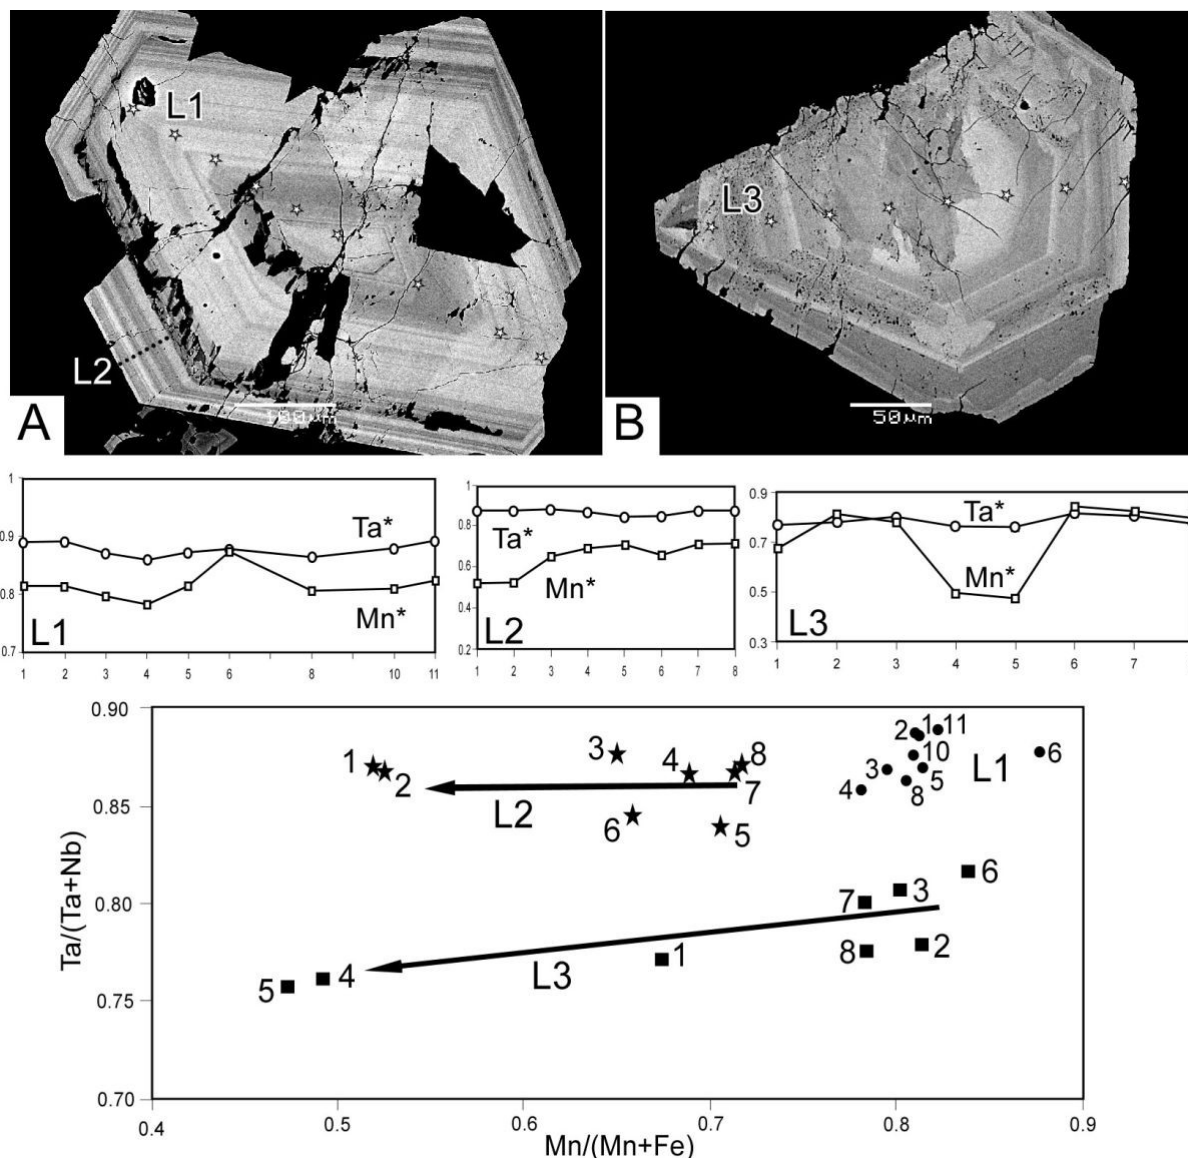 L1
L2
100µm
A
L3
50µm
B
1
0.9
0.8
0.7
Ta*
Mn*
L1
1 2 3 4 5 6 8 10 11
1
0.8
0.6
0.4
0.2
Ta*
Mn*
L2
1 2 3 4 5 6 7 8
0.9
0.7
0.5
0.3
Ta*
Mn*
L3
1 2 3 4 5 6 7
Ta/(Ta+Nb)
0.90
0.85
0.80
0.75
0.70
1 2 3 4 8 7 6 5
L2
2 1 11 10 3 5 4 8 6
L1
6 3 7 2 8 1 4 5
L3
0.4 0.5 0.6 0.7 0.8 0.9
Mn/(Mn+Fe)